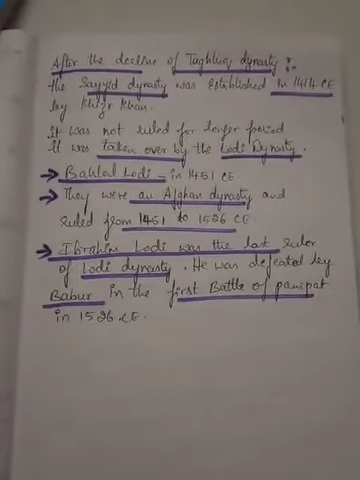 After the decline of Tughluq dynasty :-
the Sayyid dynasty was established in 1414 CE
by Khizr Khan.
it was not ruled for longer period
It was taken over by the Lodi Dynasty.
→ Bahlal Lodi - in 1451 CE
→ They were an Afghan dynasty and
ruled from 1451 to 1526 CE
→ Ibrahim Lodi was the last ruler
of Lodi dynasty. He was defeated by
Babur in the first Battle of panipat
in 1526 CE.